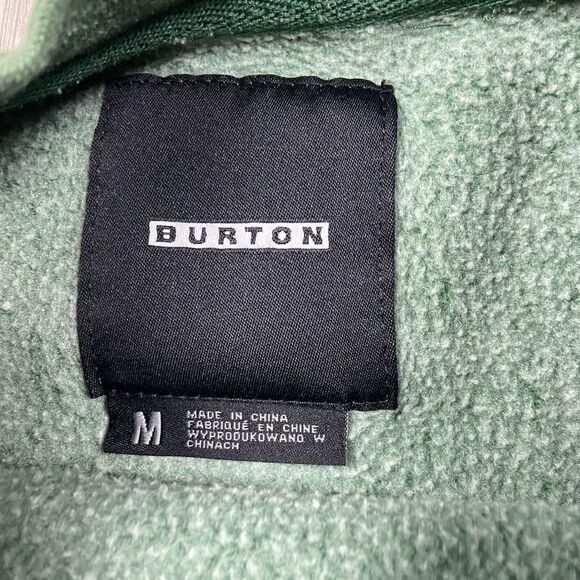 BURTON
M
MADE IN CHINA
FABRIQUÉ EN CHINE
WYPRODUKOWANO W
CHINACH